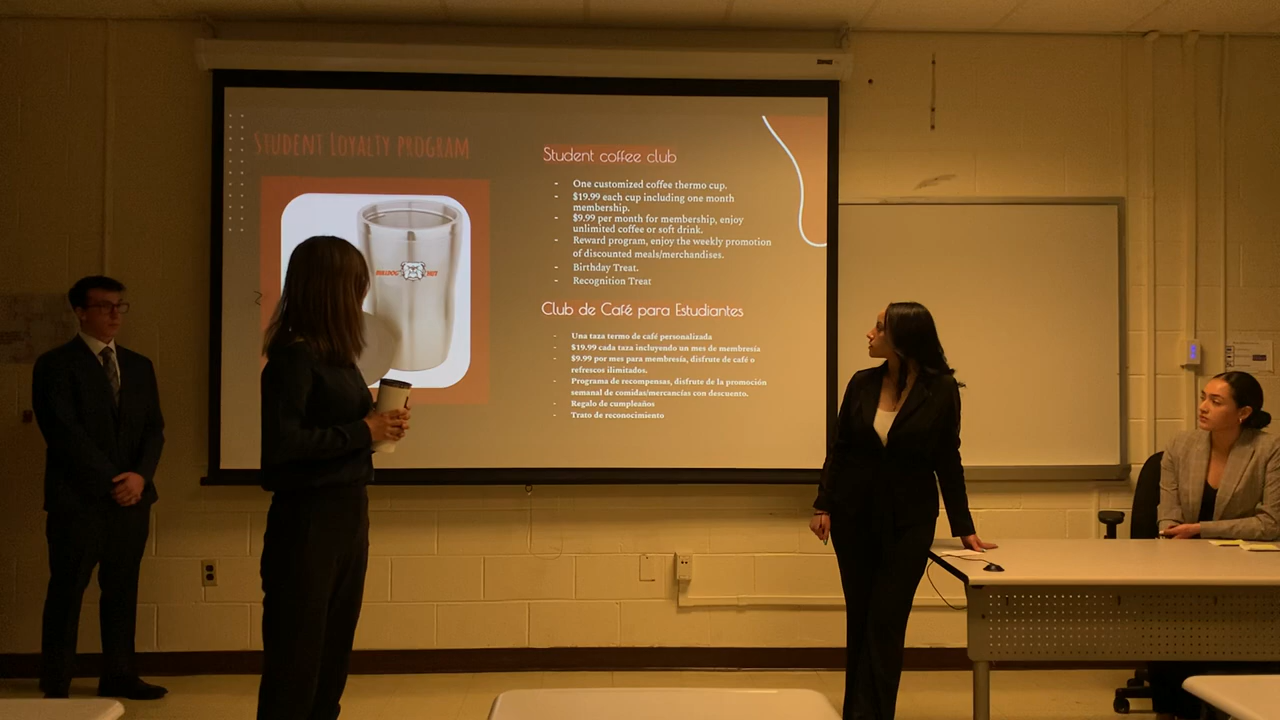 STUDENT LOYALTY PROGRAM
Student coffee club
- One customized coffee thermo cup.
- $19.99 each cup including one month
membership.
- $9.99 per month for membership, enjoy
unlimited coffee or soft drink.
- Reward program, enjoy the weekly promotion
of discounted meals/merchandises.
- Birthday Treat.
- Recognition Treat
BULLDOG
Club de Café para Estudiantes
- Una taza termo de café personalizada
- $19.99 cada taza incluyendo un mes de membresía
- $9.99 por mes para membresía, disfrute de café o
refrescos ilimitados.
- Programa de recompensas, disfrute de la promoción
semanal de comidas/mercancías con descuento.
- Regalo de cumpleaños
- Trato de reconocimiento